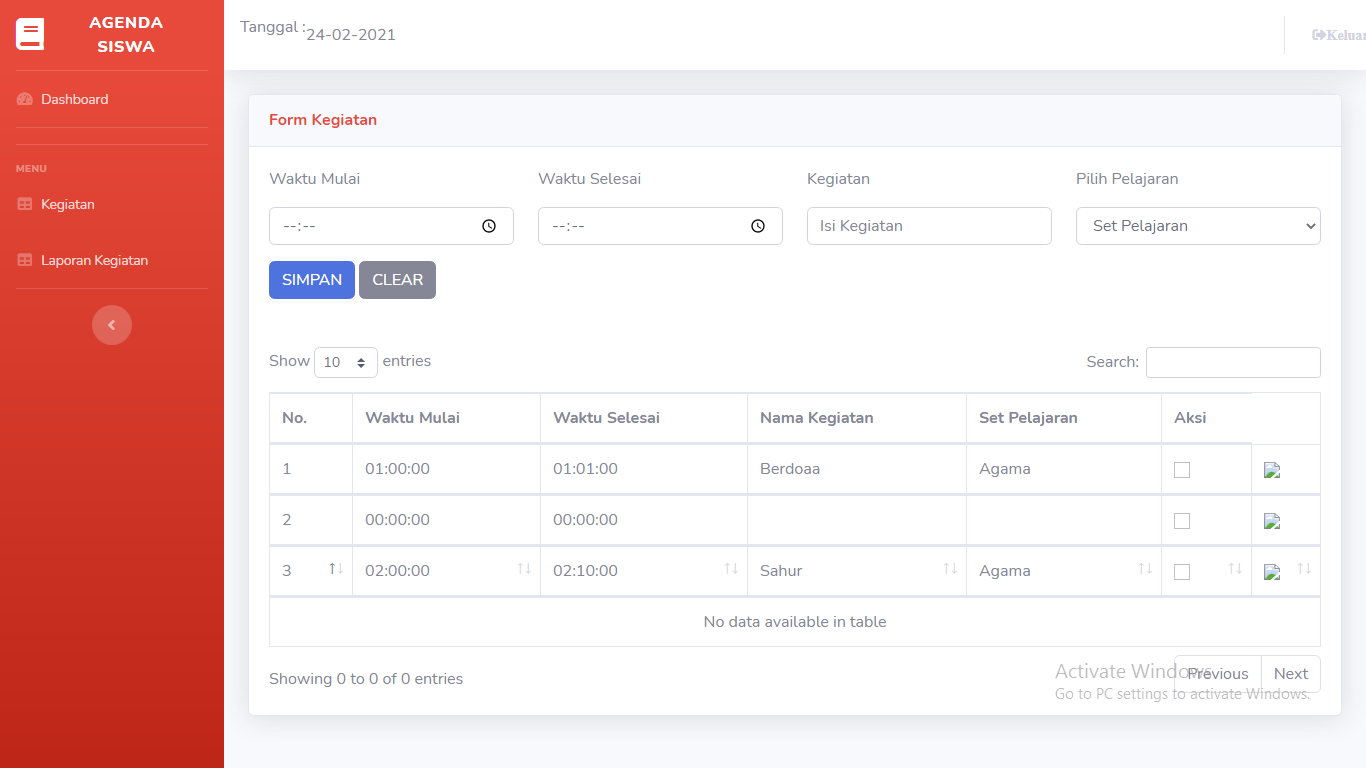 AGENDA
SISWA
Tanggal :
24-02-2021
Keluar
Dashboard
MENU
Kegiatan
Laporan Kegiatan
Form Kegiatan
Waktu Mulai Waktu Selesai Kegiatan Pilih Pelajaran
--:-- --:-- Isi Kegiatan Set Pelajaran
SIMPAN CLEAR
Show 10 entries Search:
No. Waktu Mulai Waktu Selesai Nama Kegiatan Set Pelajaran Aksi
1 01:00:00 01:01:00 Berdoaa Agama
2 00:00:00 00:00:00
3 02:00:00 02:10:00 Sahur Agama
No data available in table
Showing 0 to 0 of 0 entries Previous Next
Activate Windows
Go to PC settings to activate Windows.